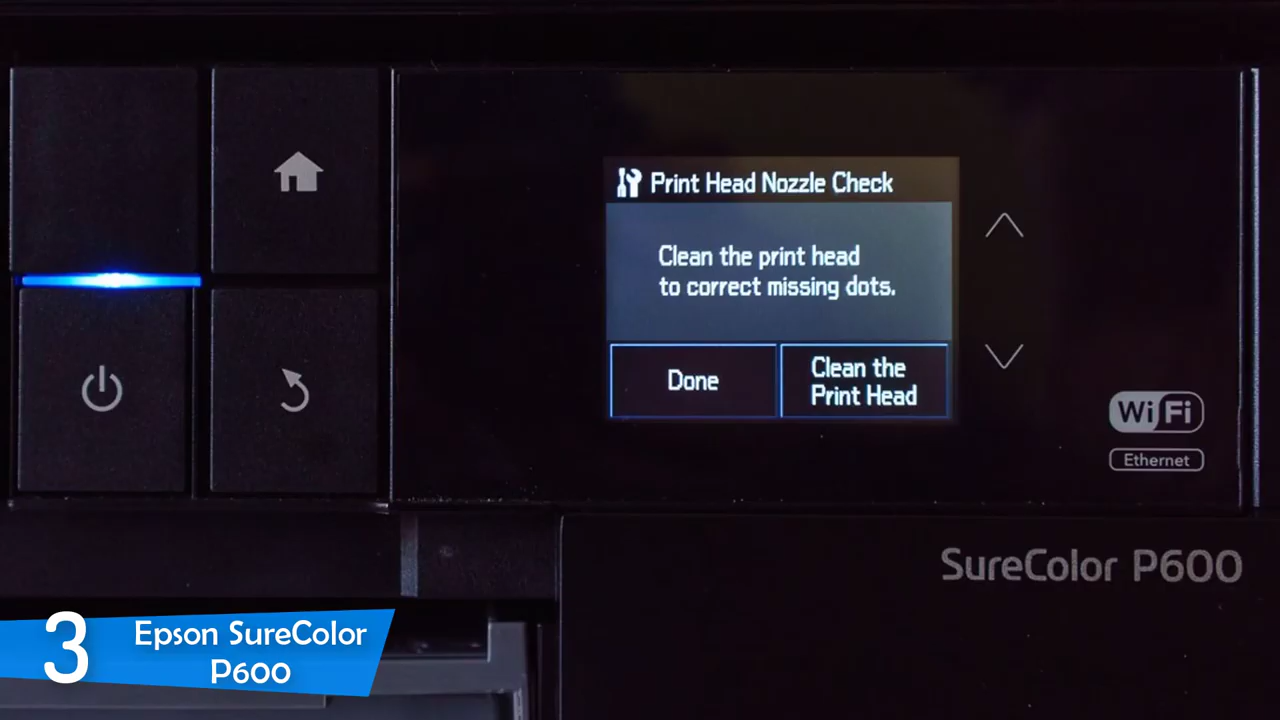 Print Head Nozzle Check
Clean the print head
to correct missing dots.
Done
Clean the
Print Head
WiFi
Ethernet
SureColor P600
3
Epson SureColor
P600